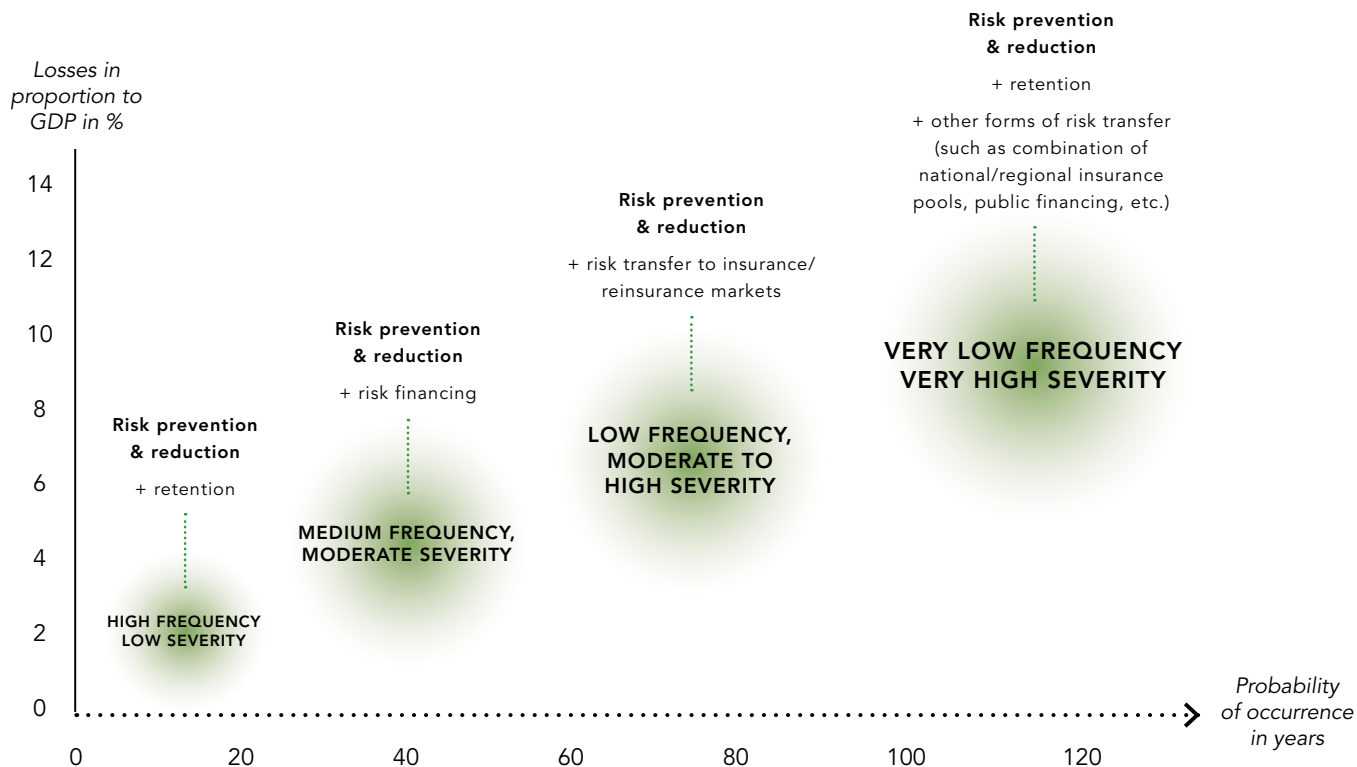 Losses in
proportion to
GDP in %
14
12
10
8
6
4
2
0
Risk prevention
& reduction
+ retention
HIGH FREQUENCY
LOW SEVERITY
Risk prevention
& reduction
+ risk financing
MEDIUM FREQUENCY,
MODERATE SEVERITY
Risk prevention
& reduction
+ risk transfer to insurance/
reinsurance markets
LOW FREQUENCY,
MODERATE TO
HIGH SEVERITY
Risk prevention
& reduction
+ retention
+ other forms of risk transfer
(such as combination of
national/regional insurance
pools, public financing, etc.)
VERY LOW FREQUENCY
VERY HIGH SEVERITY
0 20 40 60 80 100 120
Probability
of occurrence
in years